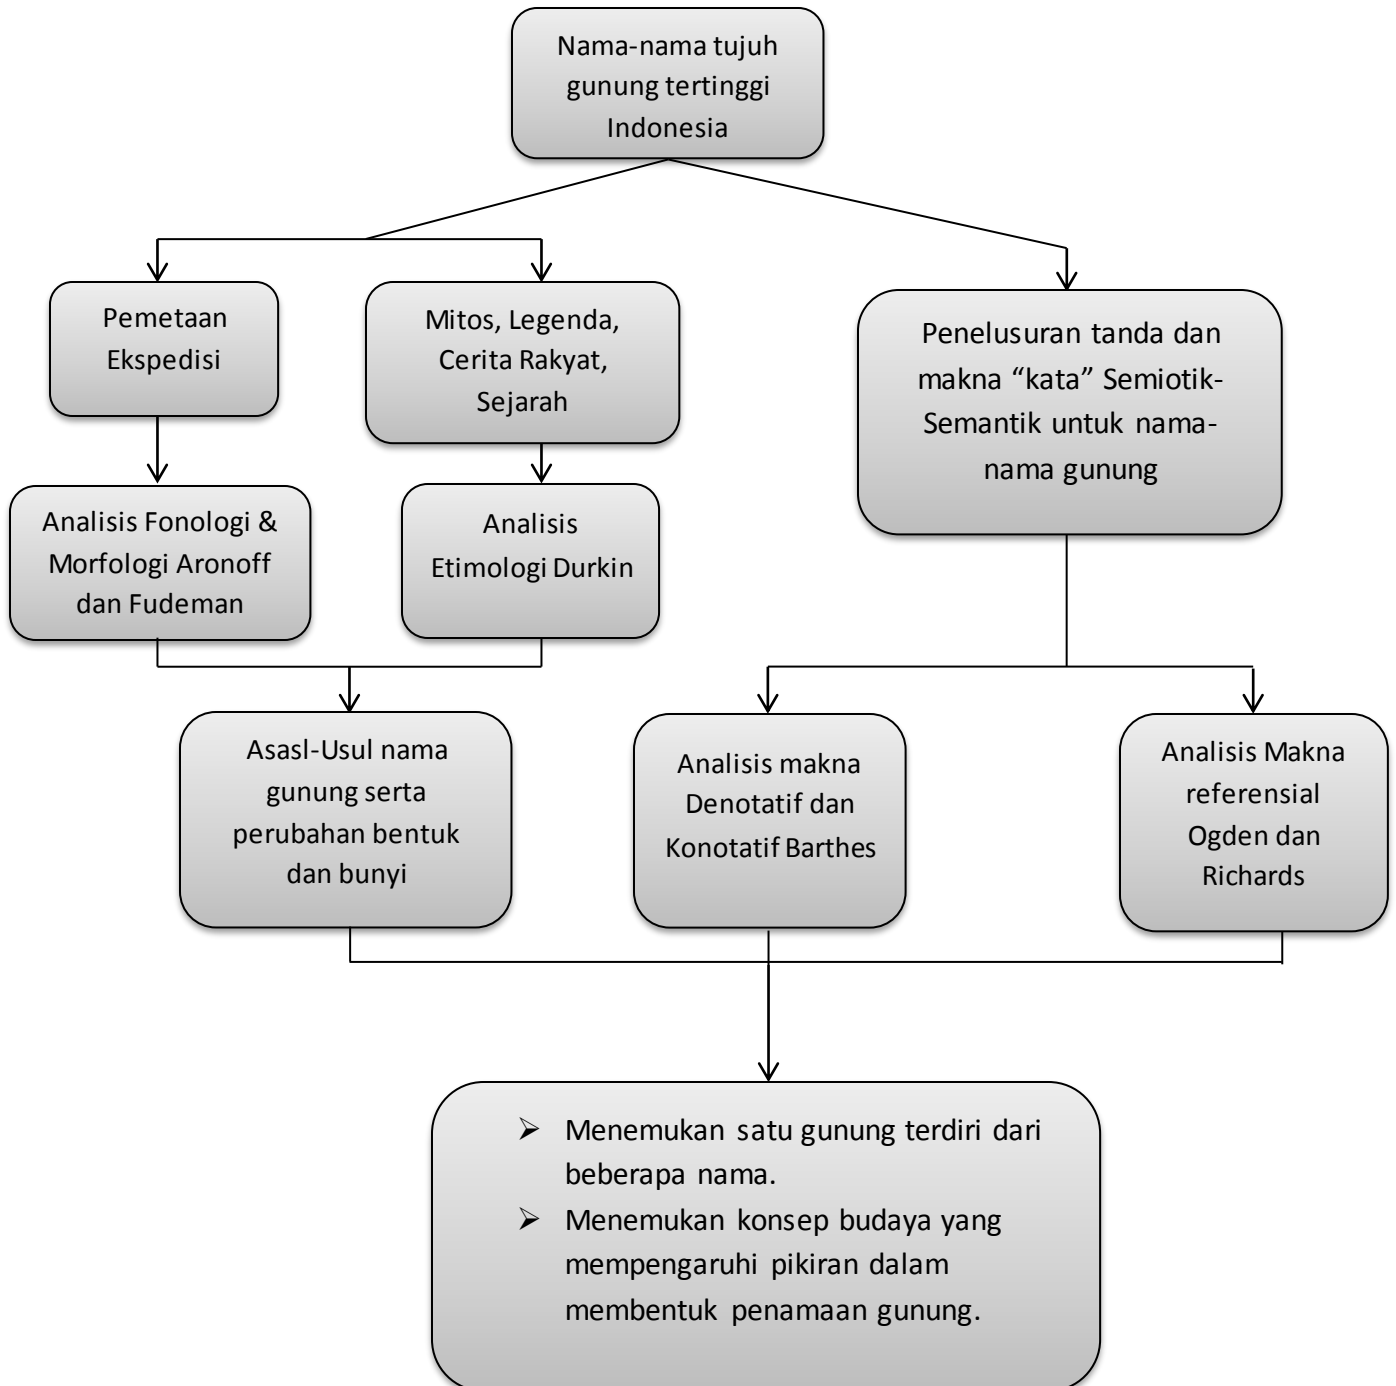 Nama-nama tujuh
gunung tertinggi
Indonesia
Pemetaan
Ekspedisi
Mitos, Legenda,
Cerita Rakyat,
Sejarah
Penelusuran tanda dan
makna “kata” Semiotik-
Semantik untuk nama-
nama gunung
Analisis Fonologi &
Morfologi Aronoff
dan Fudeman
Analisis
Etimologi Durkin
Asasl-Usul nama
gunung serta
perubahan bentuk
dan bunyi
Analisis makna
Denotatif dan
Konotatif Barthes
Analisis Makna
referensial
Ogden dan
Richards
➢ Menemukan satu gunung terdiri dari
beberapa nama.
➢ Menemukan konsep budaya yang
mempengaruhi pikiran dalam
membentuk penamaan gunung.